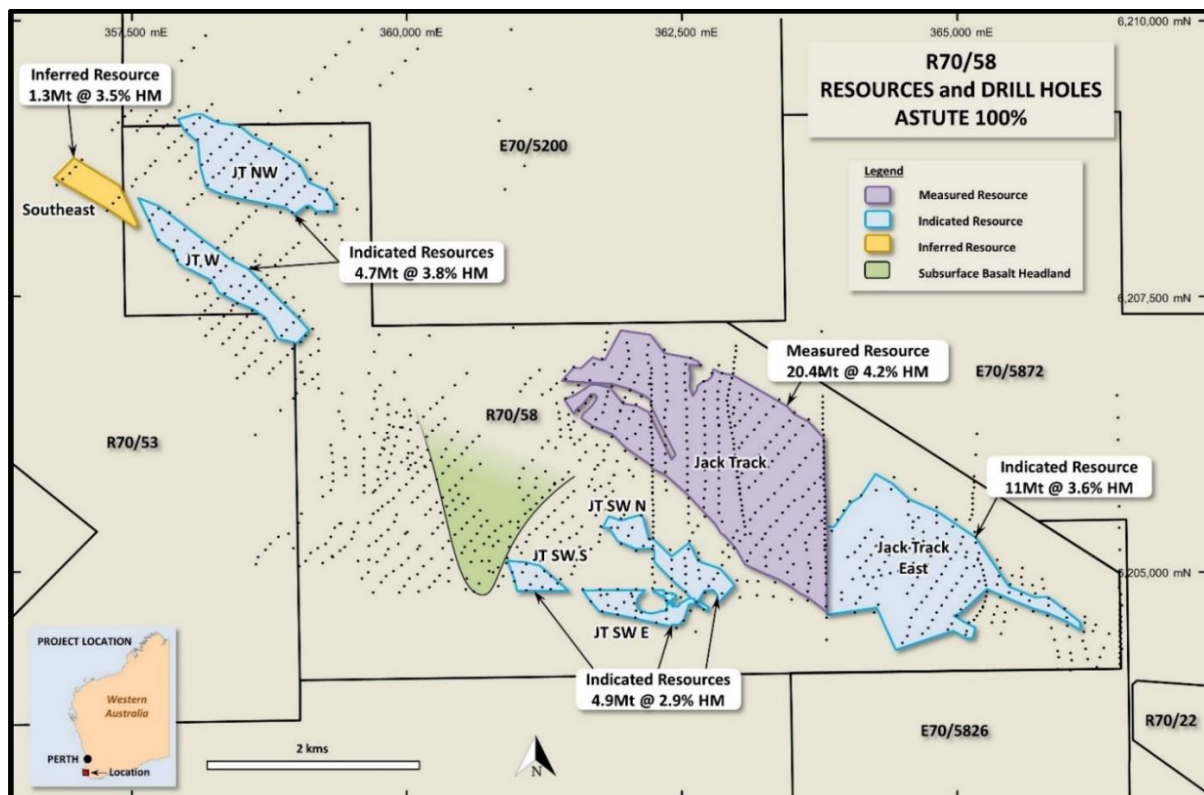 357,500 mE
360,000 mE
362,500 mE
365,000 mE
6,210,000 mN
R70/58
RESOURCES and DRILL HOLES
ASTUTE 100%
Inferred Resource
1.3Mt @ 3.5% HM
E70/5200
JT NW
Southeast
Legend
Measured Resource
Indicated Resource
Inferred Resource
Subsurface Basalt Headland
JT W
Indicated Resources
4.7Mt @ 3.8% HM
6,207,500 mN
Measured Resource
20.4Mt @ 4.2% HM
E70/5872
R70/58
R70/53
Jack Track
Indicated Resource
11Mt @ 3.6% HM
JT SW N
JT SW S
Jack Track
East
6,205,000 mN
JT SW E
Indicated Resources
4.9Mt @ 2.9% HM
PROJECT LOCATION
Western
Australia
PERTH
Location
2 kms
N
E70/5826
R70/22